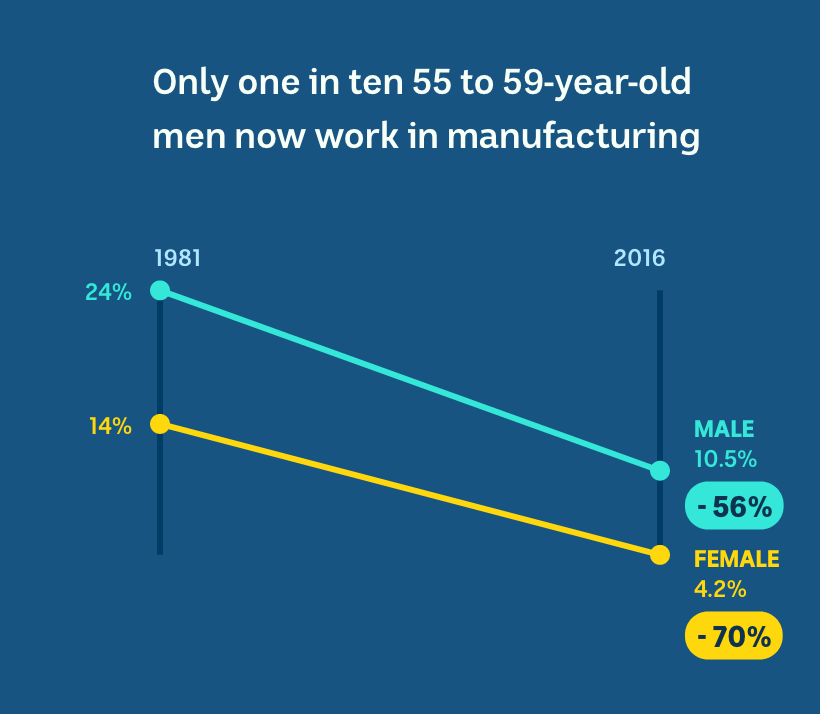 Only one in ten 55 to 59-year-old
men now work in manufacturing
1981
2016
24%
14%
MALE
10.5%
- 56%
FEMALE
4.2%
- 70%